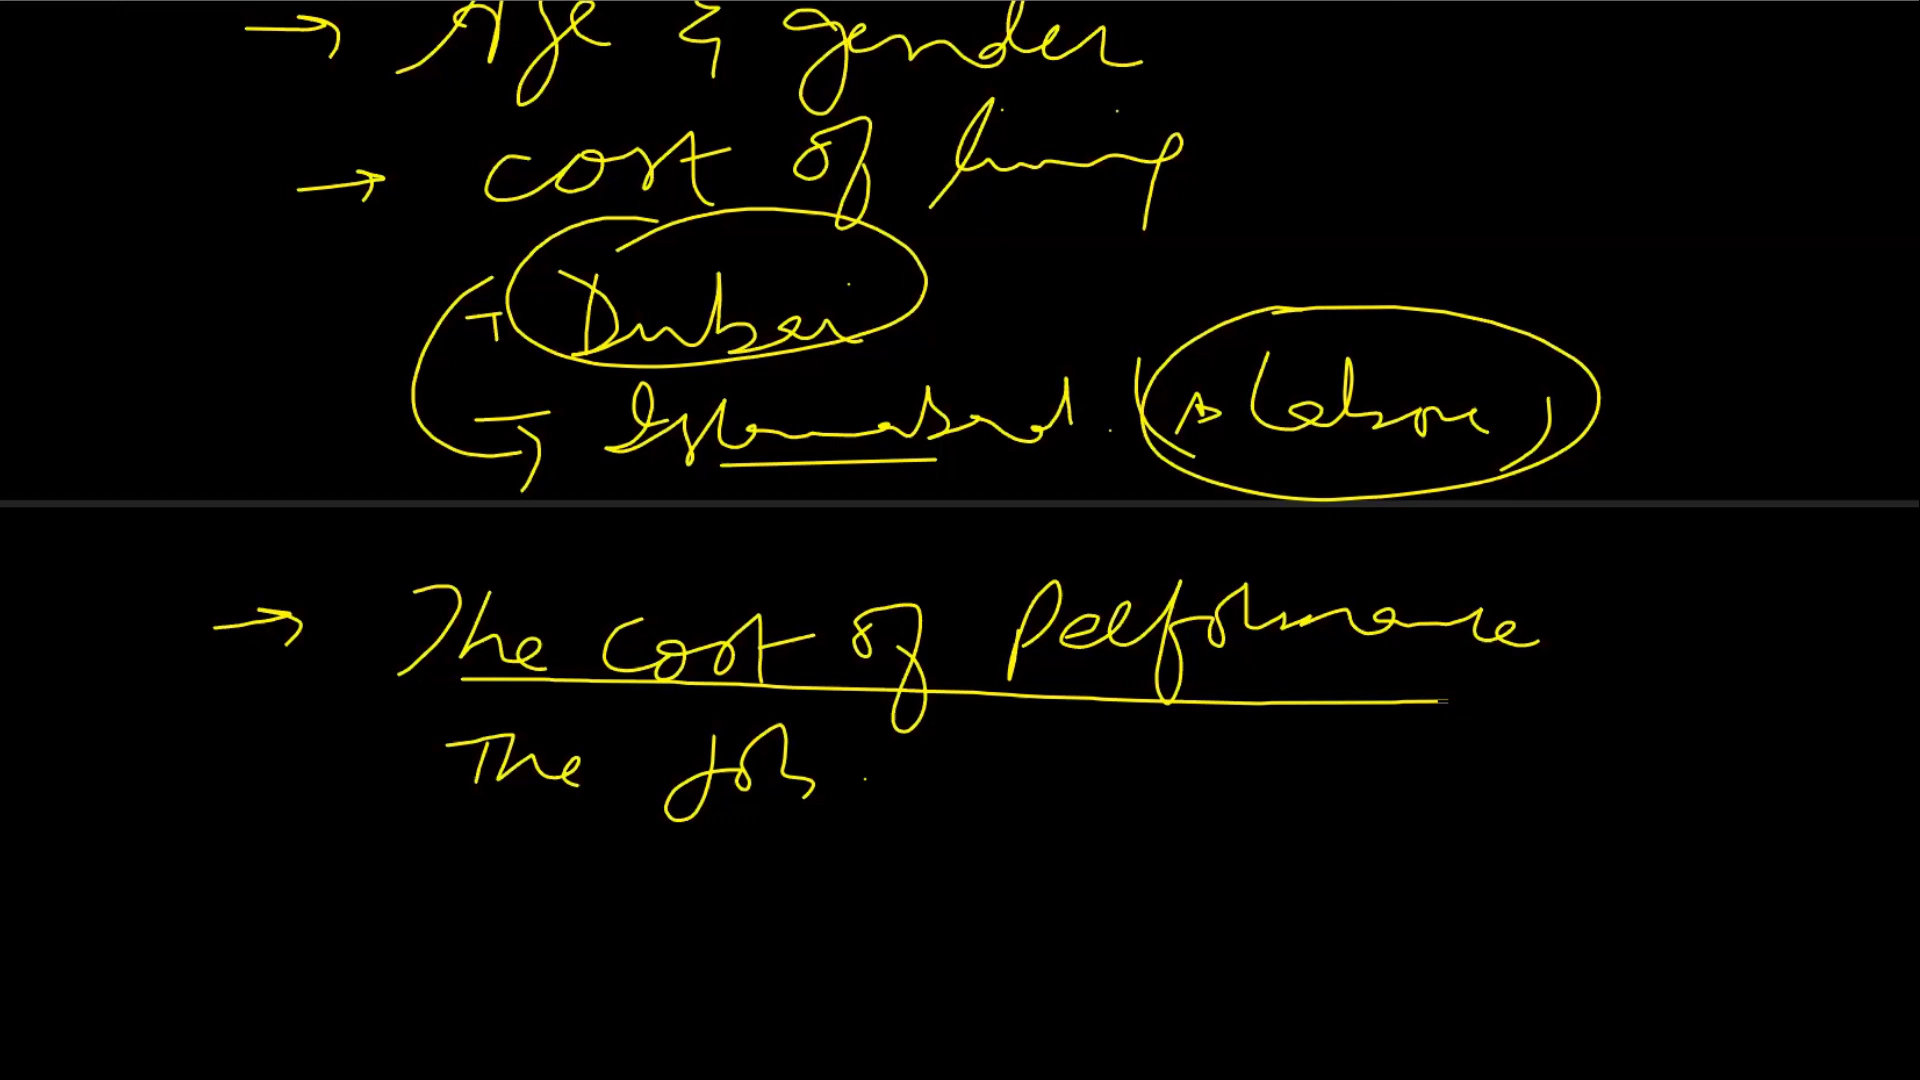 → Age & gender
→ cost of living
Dubai
→ Islamabad. (→ Lahore)
→ The cost of Performance
The Job.